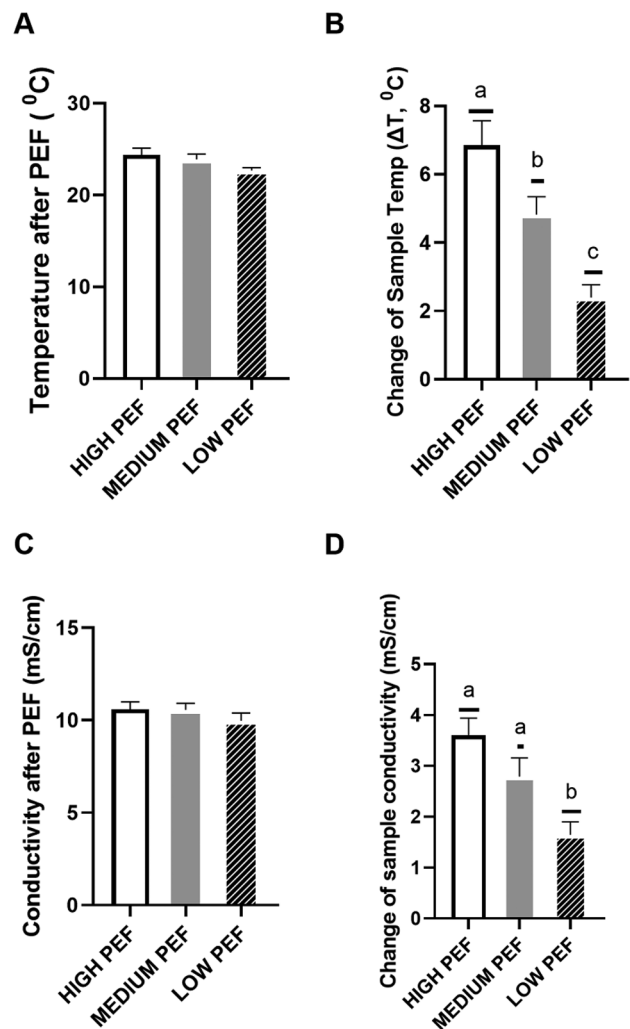 A
Temperature after PEF ( ⁰C)
30
20
10
0
HIGH PEF
MEDIUM PEF
LOW PEF
B
Change of Sample Temp (ΔT, ⁰C)
8
6
4
2
0
a
b
c
HIGH PEF
MEDIUM PEF
LOW PEF
C
Conductivity after PEF (mS/cm)
15
10
5
0
HIGH PEF
MEDIUM PEF
LOW PEF
D
Change of sample conductivity (mS/cm)
5
4
3
2
1
0
a
a
b
HIGH PEF
MEDIUM PEF
LOW PEF